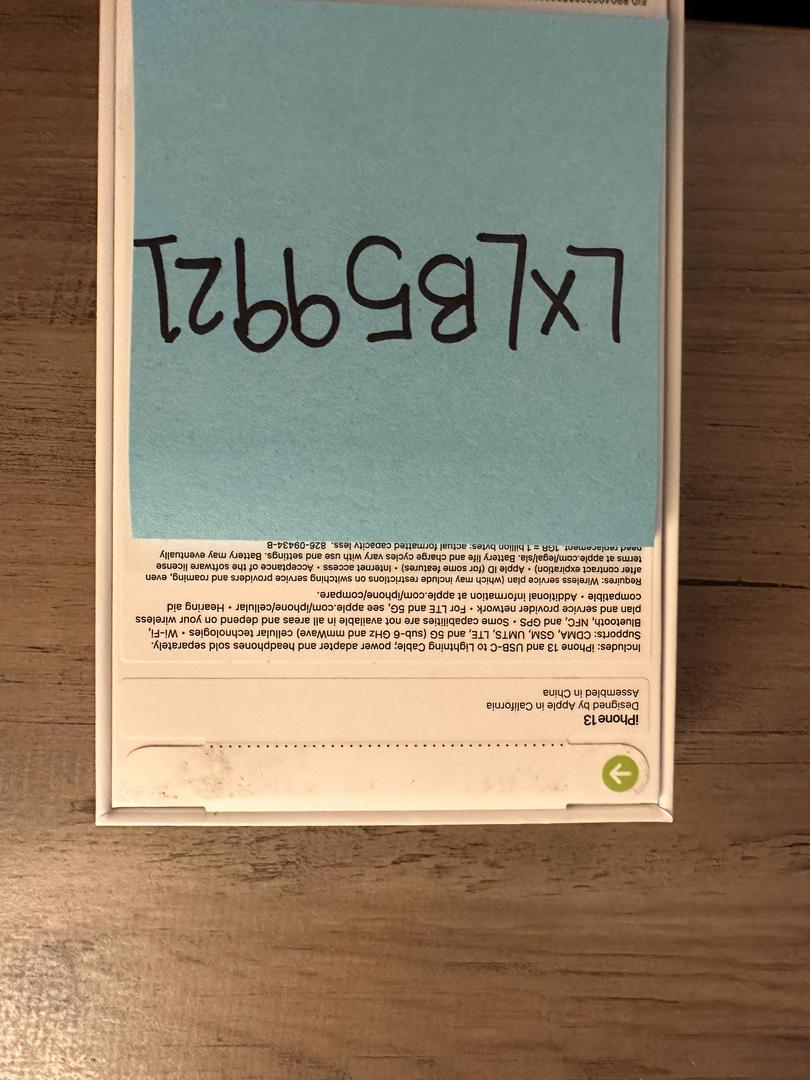 iPhone 13
Designed by Apple in California
Assembled in China
Includes: iPhone 13 and USB-C to Lightning Cable; power adapter and headphones sold separately.
Supports: CDMA, GSM, UMTS, LTE, and 5G (sub-6 GHz and mmWave) cellular technologies • Wi-Fi,
Bluetooth, NFC, and GPS • Some capabilities are not available in all areas and depend on your wireless
plan and service provider network • For LTE and 5G, see apple.com/iphone/cellular • Hearing aid
compatible • Additional information at apple.com/iphone/compare.
Requires: Wireless service plan (which may include restrictions on switching service providers and roaming, even
after contract expiration) • Apple ID (for some features) • Internet access • Acceptance of the software license
terms at apple.com/legal/sla. Battery life and charge cycles vary with use and settings. Battery may eventually
need replacement. 1GB = 1 billion bytes; actual formatted capacity less. 826-09434-B
LXLB59921
EID